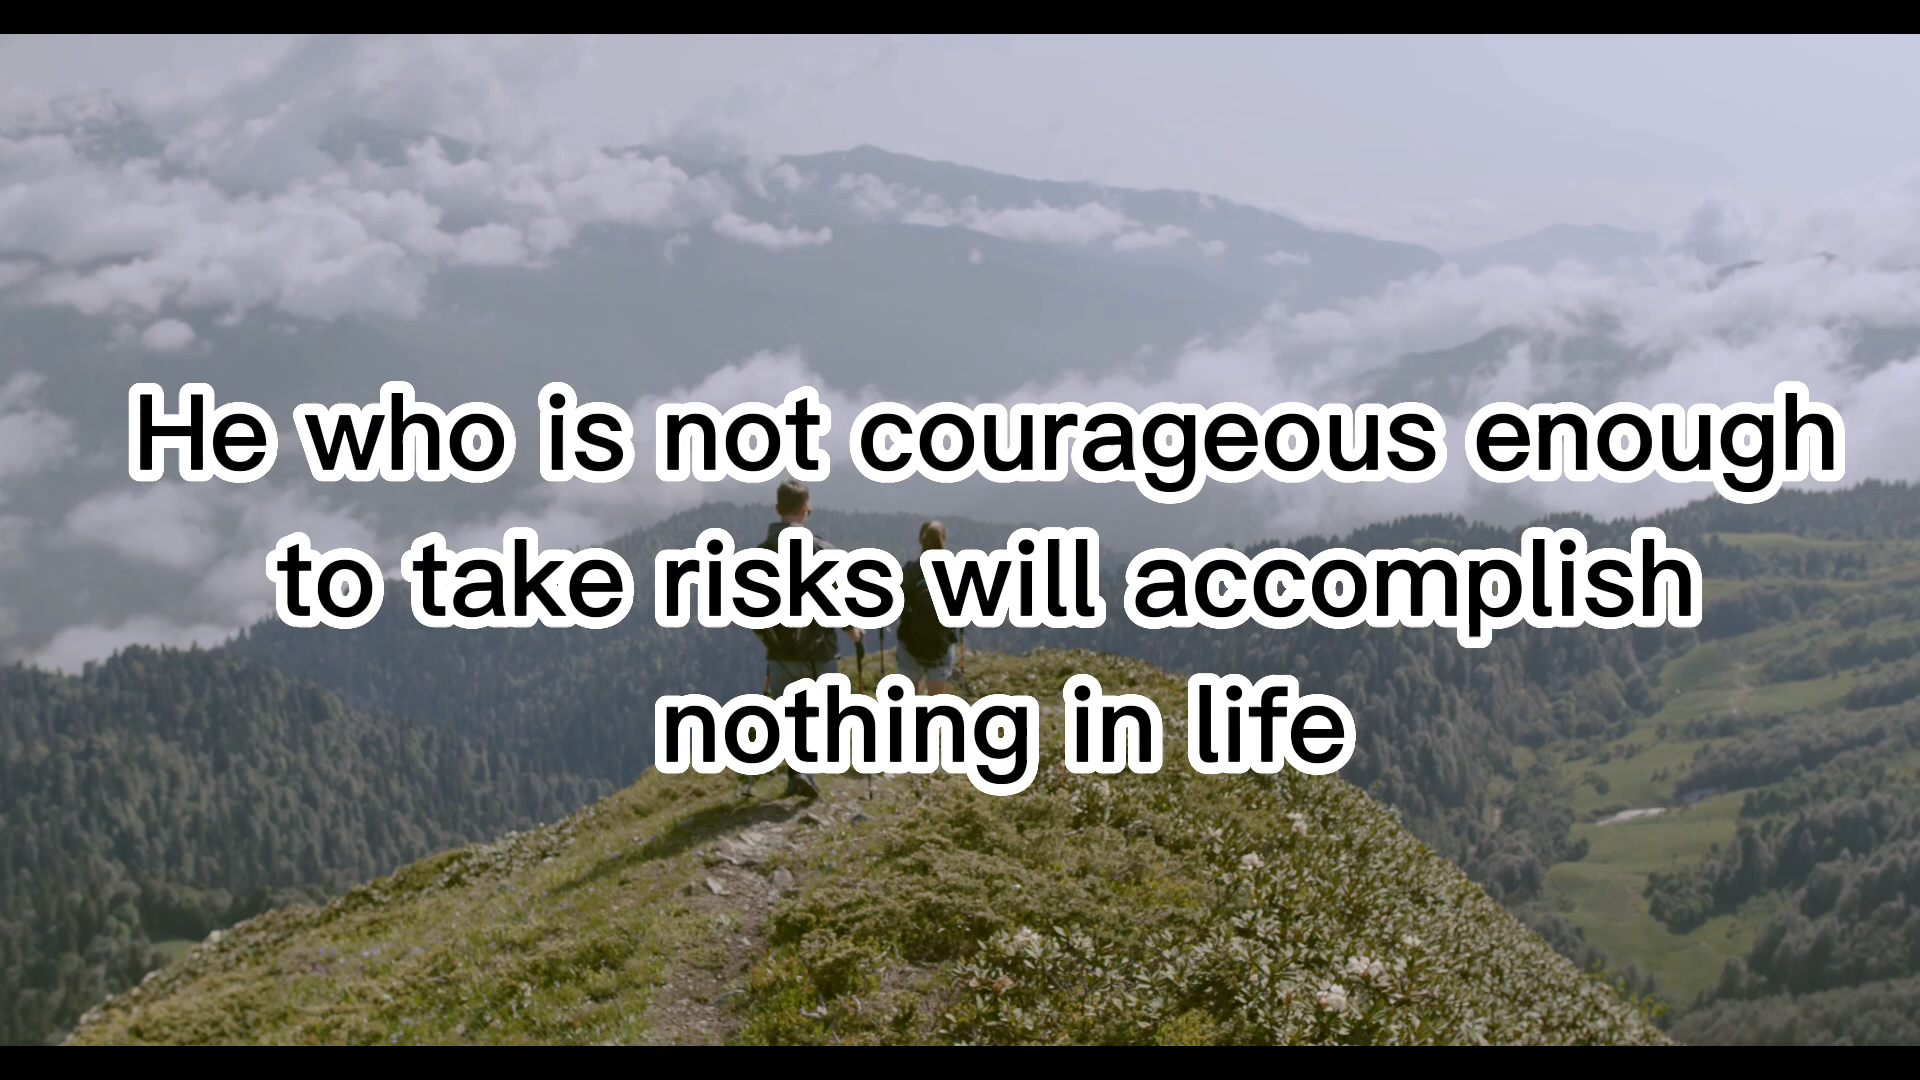 He who is not courageous enough
to take risks will accomplish
nothing in life